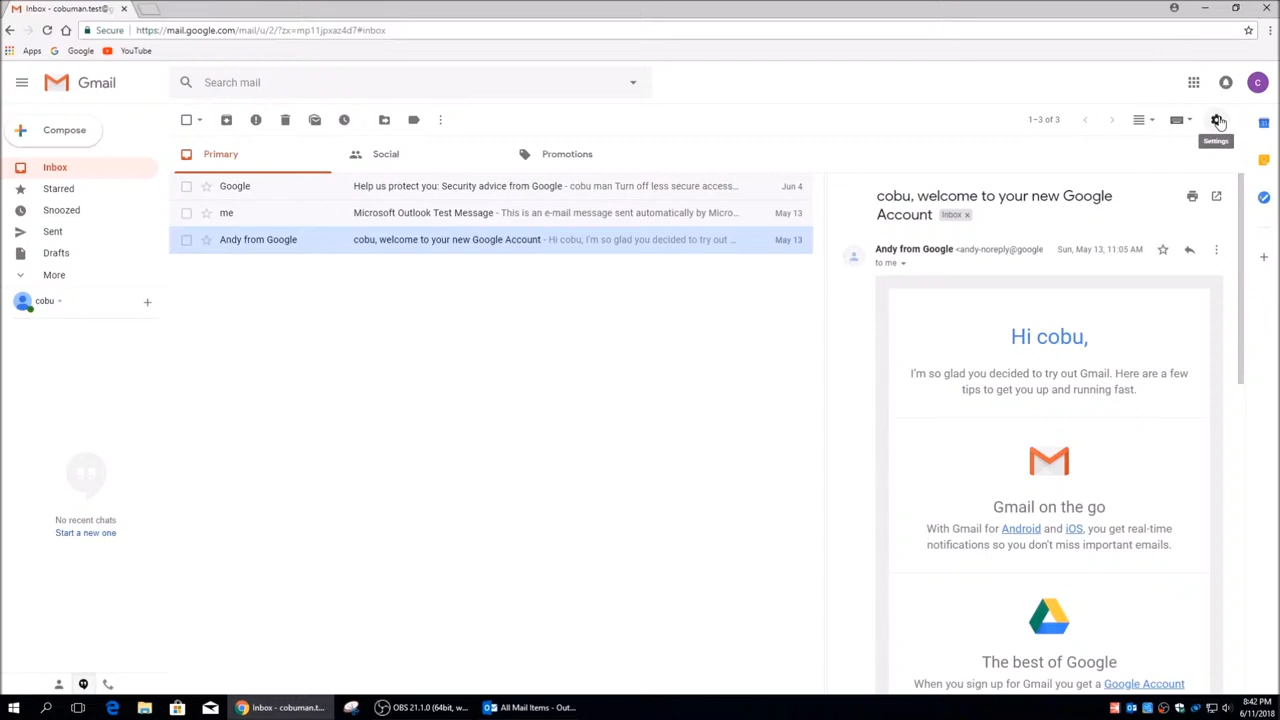 Inbox - cobuman.test@g
Secure
https://mail.google.com/mail/u/2/?zx=mp11jpxaz4d7#inbox
Apps
Google
YouTube
Gmail
Search mail
C
Compose
1–3 of 3
Settings
Inbox
Starred
Snoozed
Sent
Drafts
More
cobu
No recent chats
Start a new one
Primary
Social
Promotions
Google
Help us protect you: Security advice from Google - cobu man Turn off less secure access...
Jun 4
me
Microsoft Outlook Test Message - This is an e-mail message sent automatically by Micro...
May 13
Andy from Google
cobu, welcome to your new Google Account - Hi cobu, I'm so glad you decided to try out ...
May 13
cobu, welcome to your new Google
Account
Inbox x
Andy from Google <andy-noreply@google
Sun, May 13, 11:05 AM
to me
Hi cobu,
I'm so glad you decided to try out Gmail. Here are a few
tips to get you up and running fast.
Gmail on the go
With Gmail for Android and iOS, you get real-time
notifications so you don't miss important emails.
The best of Google
When you sign up for Gmail you get a Google Account
Inbox - cobuman.t...
OBS 21.1.0 (64bit, w...
All Mail Items - Out...
8:42 PM
6/11/2018